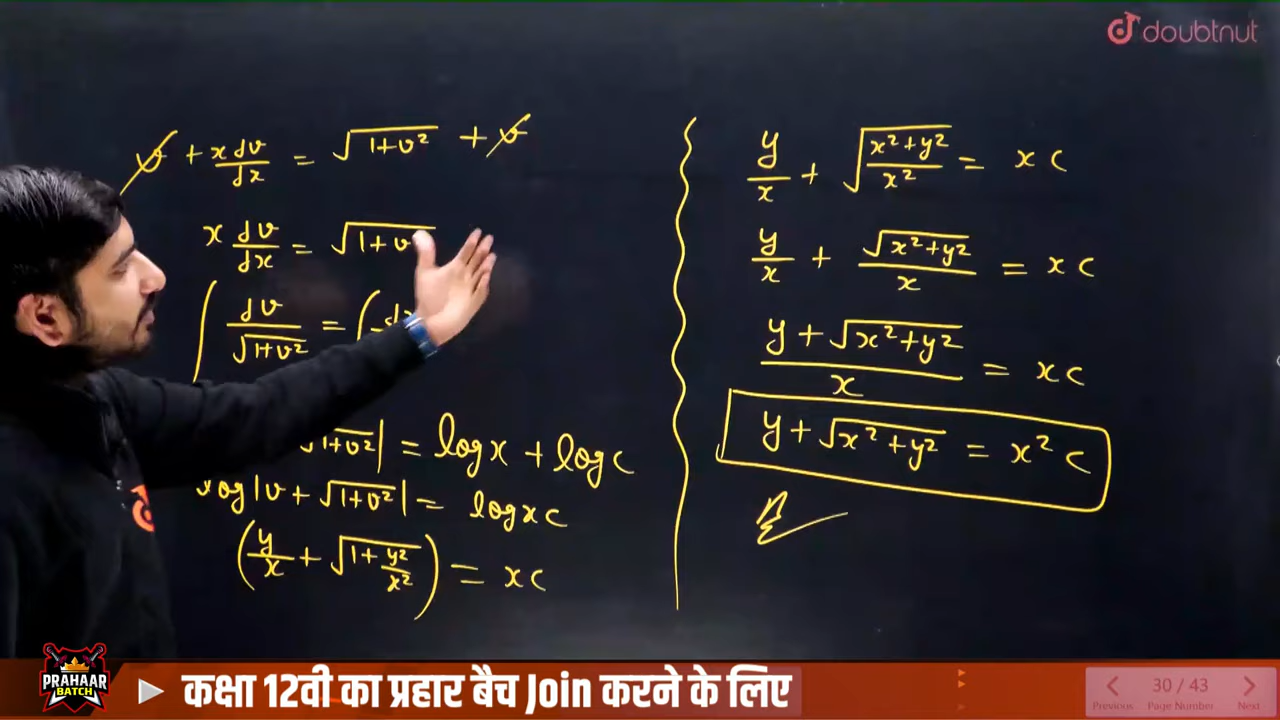 doubtnut
v + x dv/dx = √(1+v²) + v
x dv/dx = √(1+v
∫ dv/√(1+v²) = ∫
√(1+v²)| = log x + log c
log|v + √(1+v²)| = log xc
(y/x + √(1 + y²/x²)) = xc
y/x + √((x²+y²)/x²) = xc
y/x + √(x²+y²)/x = xc
(y + √(x²+y²))/x = xc
y + √(x²+y²) = x²c
PRAHAAR
BATCH
कक्षा 12वी का प्रहार बैच Join करने के लिए
30 / 43
Previous Page Number Next